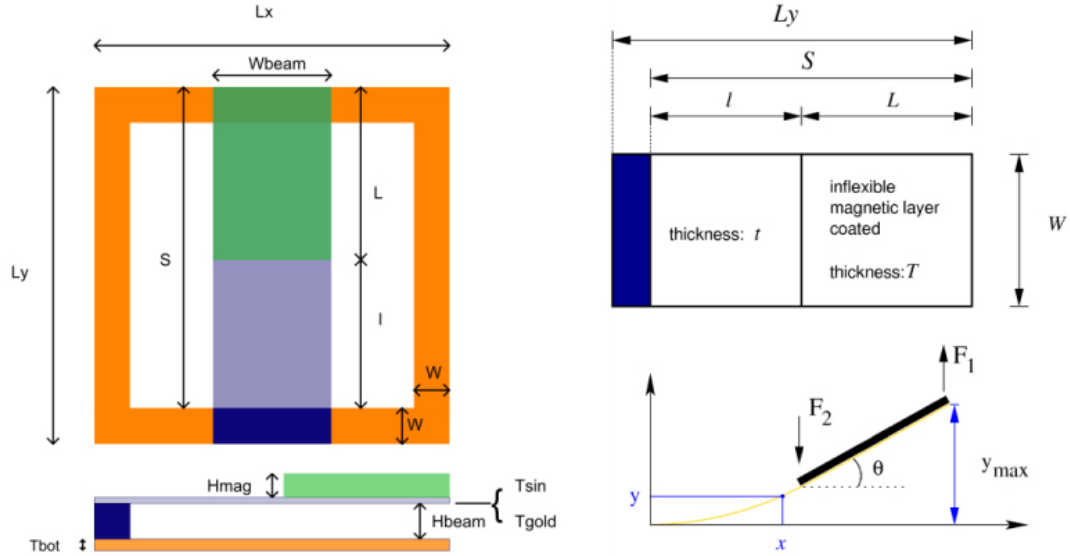 Lx
Wbeam
Ly
S
L
l
W
W
Hmag
Tsin
Hbeam
Tgold
Tbot
Ly
S
l
L
thickness: t
inflexible
magnetic layer
coated
thickness:T
W
F1
F2
θ
ymax
y
x